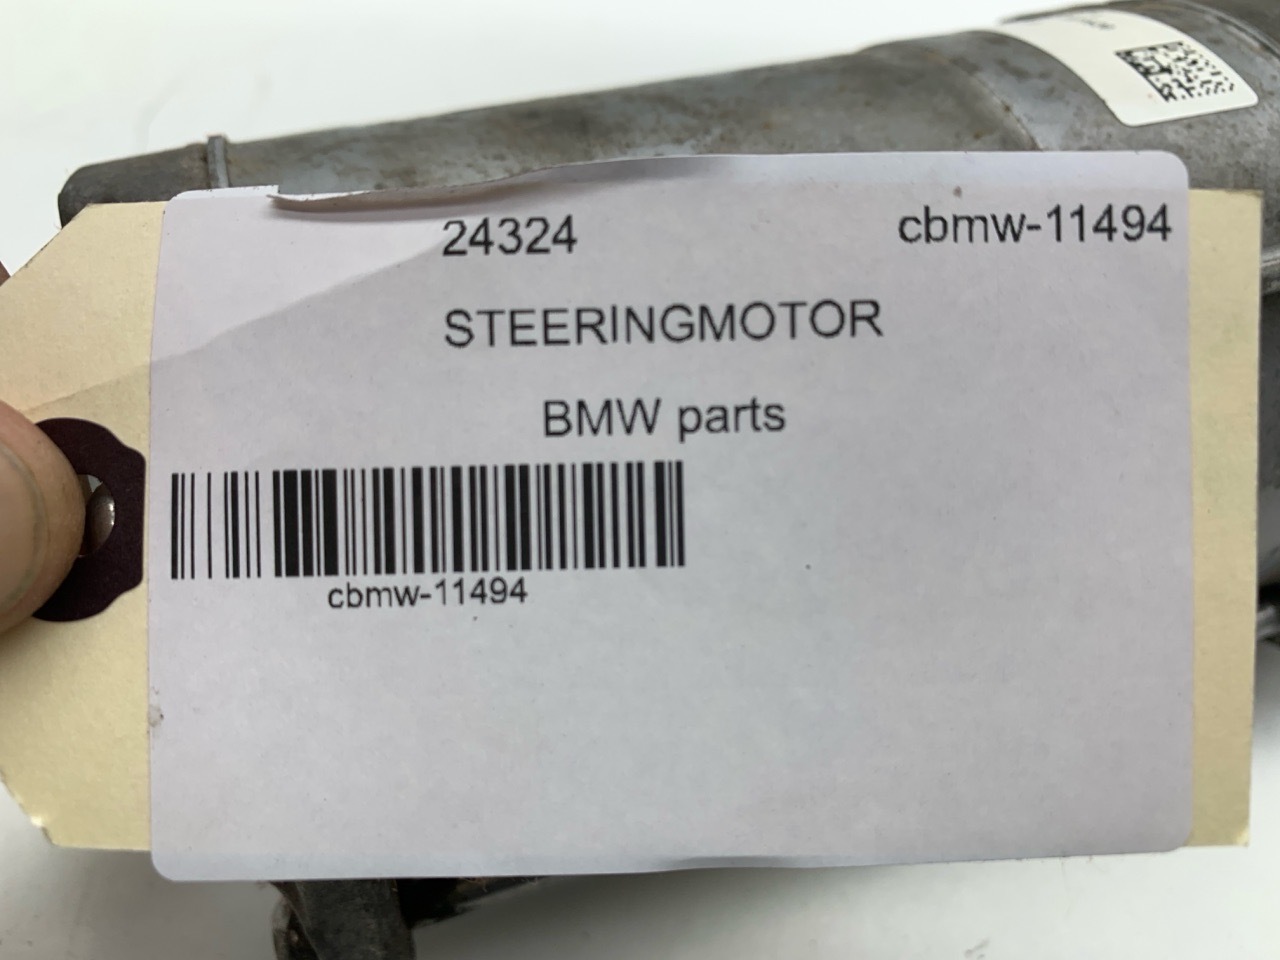 24324 cbmw-11494
STEERINGMOTOR
BMW parts
cbmw-11494